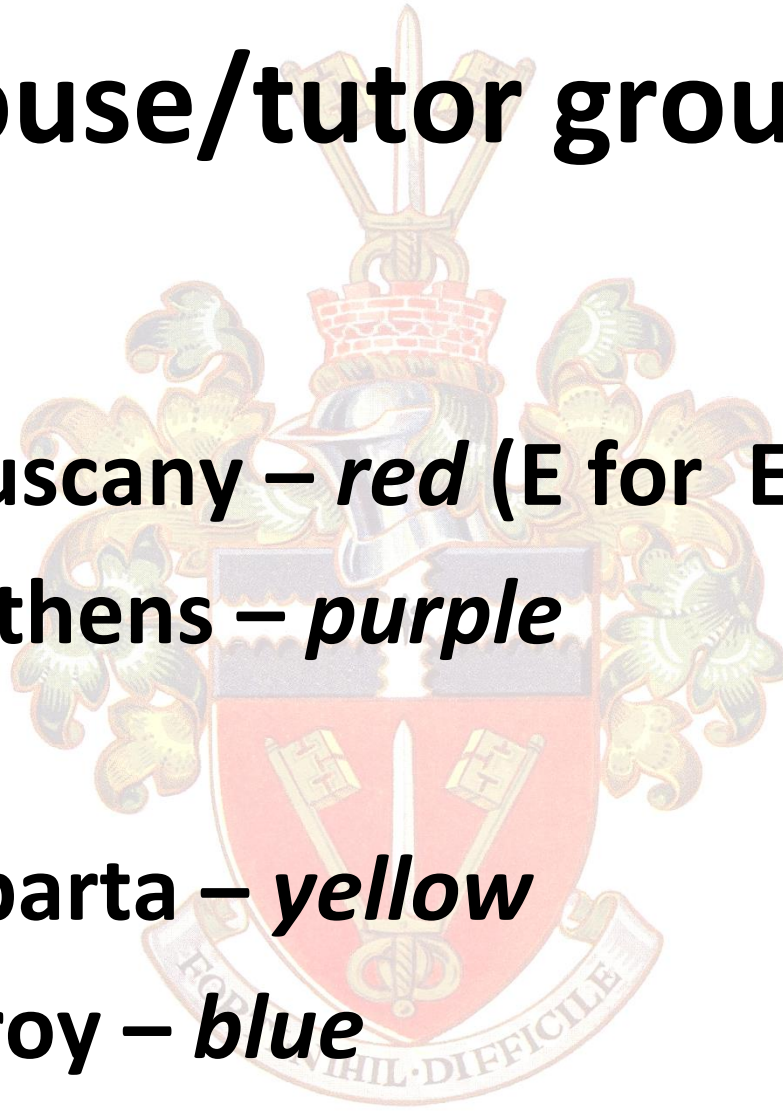 ouse/tutor grou
uscany – red (E for E
thens – purple
parta – yellow
roy – blue
NIHIL·DIFFICILE